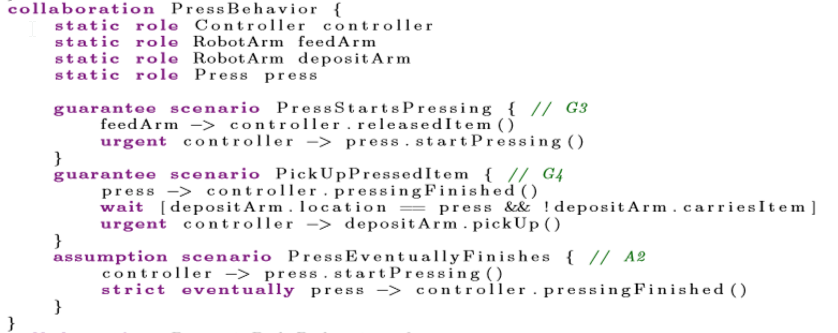 collaboration PressBehavior {
static role Controller controller
static role RobotArm feedArm
static role RobotArm depositArm
static role Press press
guarantee scenario PressStartsPressing { // G3
feedArm -> controller.releasedItem()
urgent controller -> press.startPressing()
}
guarantee scenario PickUpPressedItem { // G4
press -> controller.pressingFinished()
wait [depositArm.location == press && !depositArm.carriesItem]
urgent controller -> depositArm.pickUp()
}
assumption scenario PressEventuallyFinishes { // A2
controller -> press.startPressing()
strict eventually press -> controller.pressingFinished()
}
}